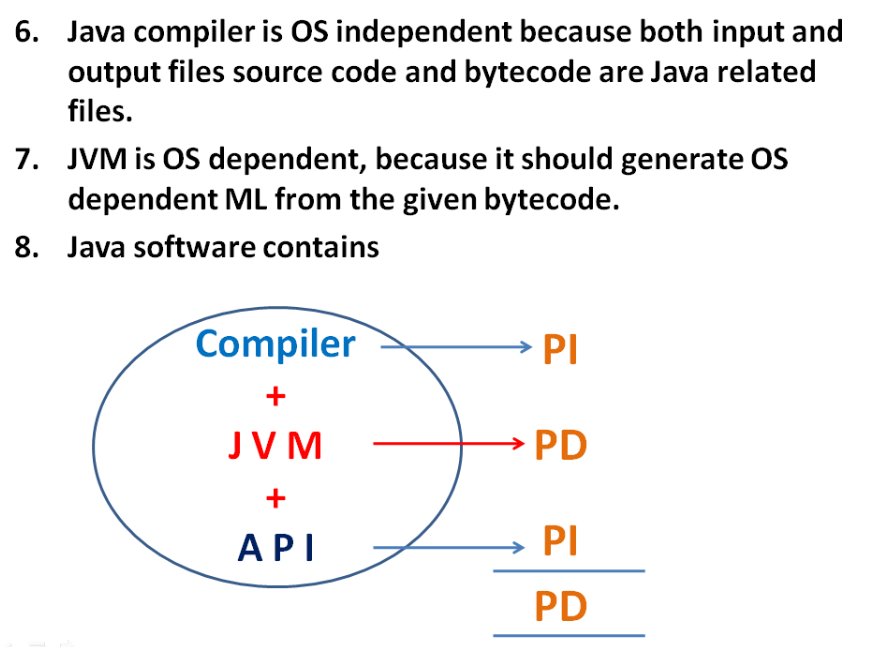 6. Java compiler is OS independent because both input and
output files source code and bytecode are Java related
files.
7. JVM is OS dependent, because it should generate OS
dependent ML from the given bytecode.
8. Java software contains
Compiler PI
+
J V M PD
+
A P I PI
PD